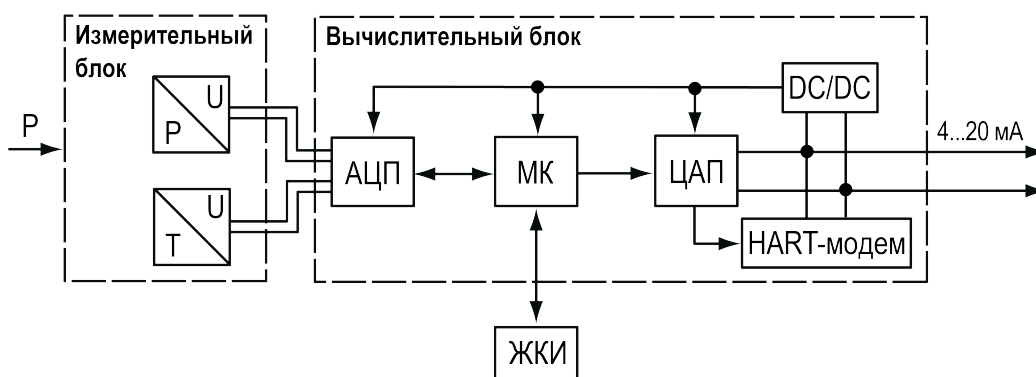 Измерительный
блок
Вычислительный блок
P
U
P
U
T
АЦП
МК
ЦАП
DC/DC
4...20 мА
HART-модем
ЖКИ